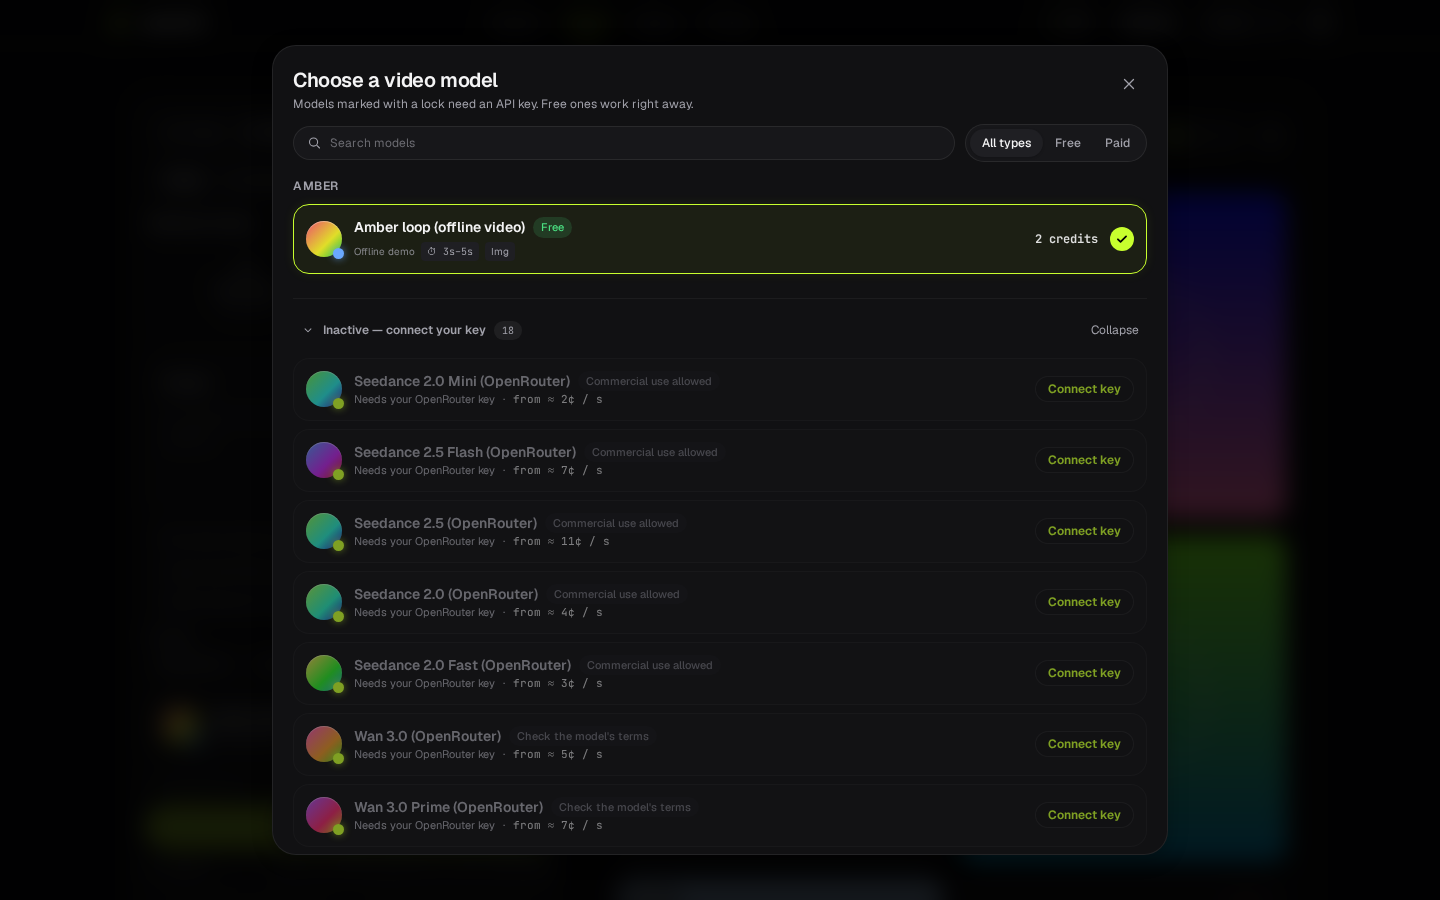 Choose a video model
Models marked with a lock need an API key. Free ones work right away.
Search models
All types Free Paid
AMBER
Amber loop (offline video) Free
Offline demo 3s–5s Img
2 credits
Inactive — connect your key 18
Collapse
Seedance 2.0 Mini (OpenRouter) Commercial use allowed
Needs your OpenRouter key · from ≈ 2¢ / s
Connect key
Seedance 2.5 Flash (OpenRouter) Commercial use allowed
Needs your OpenRouter key · from ≈ 7¢ / s
Connect key
Seedance 2.5 (OpenRouter) Commercial use allowed
Needs your OpenRouter key · from ≈ 11¢ / s
Connect key
Seedance 2.0 (OpenRouter) Commercial use allowed
Needs your OpenRouter key · from ≈ 4¢ / s
Connect key
Seedance 2.0 Fast (OpenRouter) Commercial use allowed
Needs your OpenRouter key · from ≈ 3¢ / s
Connect key
Wan 3.0 (OpenRouter) Check the model's terms
Needs your OpenRouter key · from ≈ 5¢ / s
Connect key
Wan 3.0 Prime (OpenRouter) Check the model's terms
Needs your OpenRouter key · from ≈ 7¢ / s
Connect key